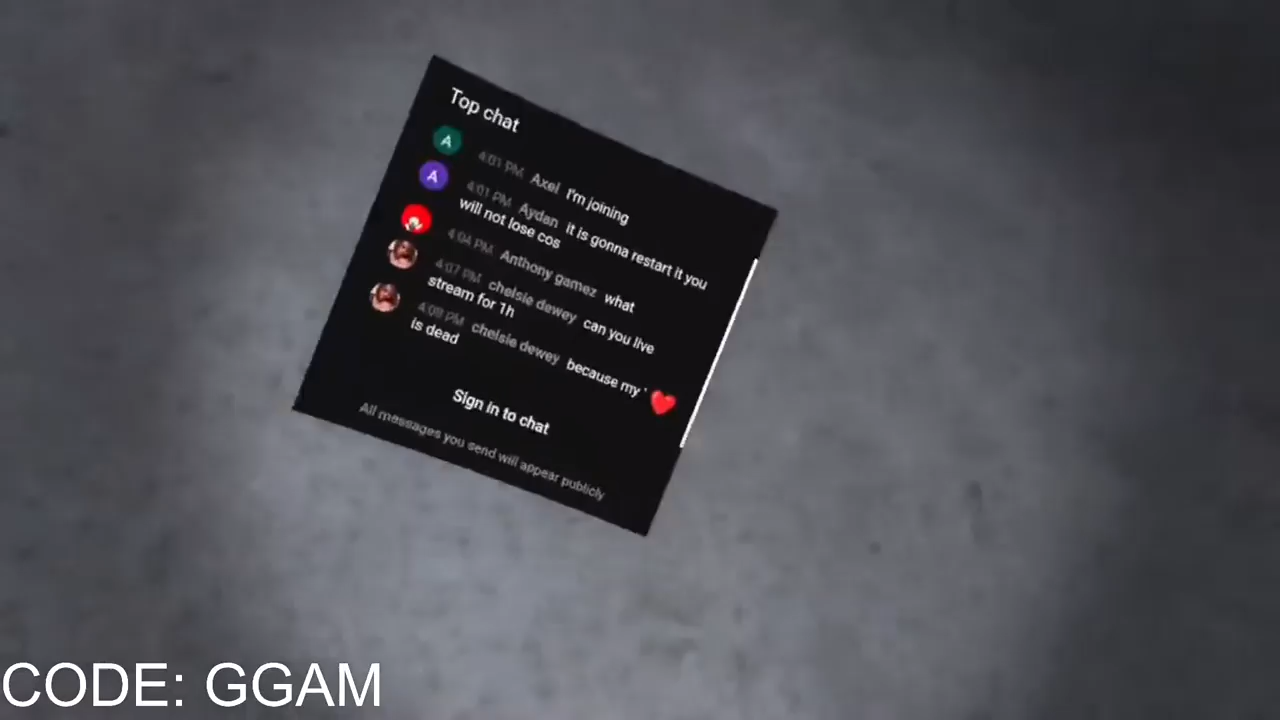 Top chat
A 4:01 PM Axel I'm joining
A 4:01 PM Aydan it is gonna restart it you
will not lose cos
4:04 PM Anthony gamez what
4:07 PM chelsie dewey can you live
stream for 1h
4:09 PM chelsie dewey because my '
is dead
Sign in to chat
All messages you send will appear publicly
CODE: GGAM